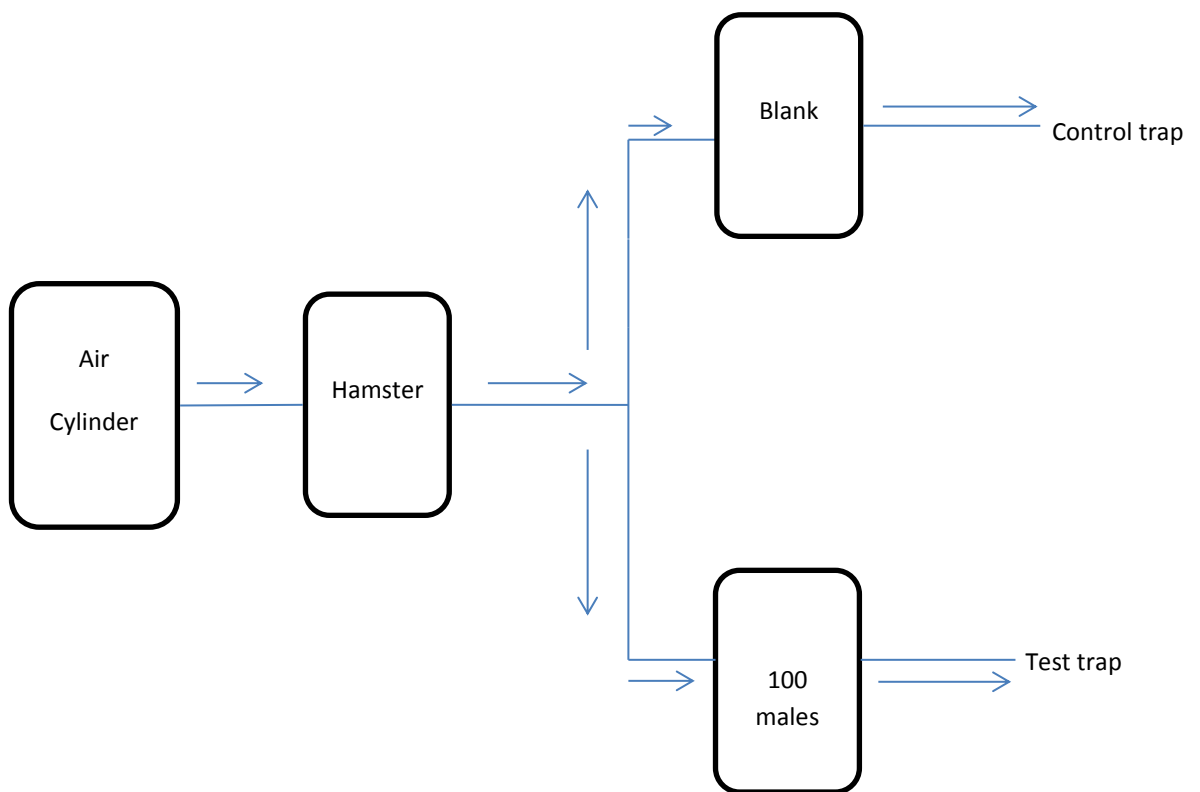 Air
Cylinder
Hamster
Blank
Control trap
100
males
Test trap